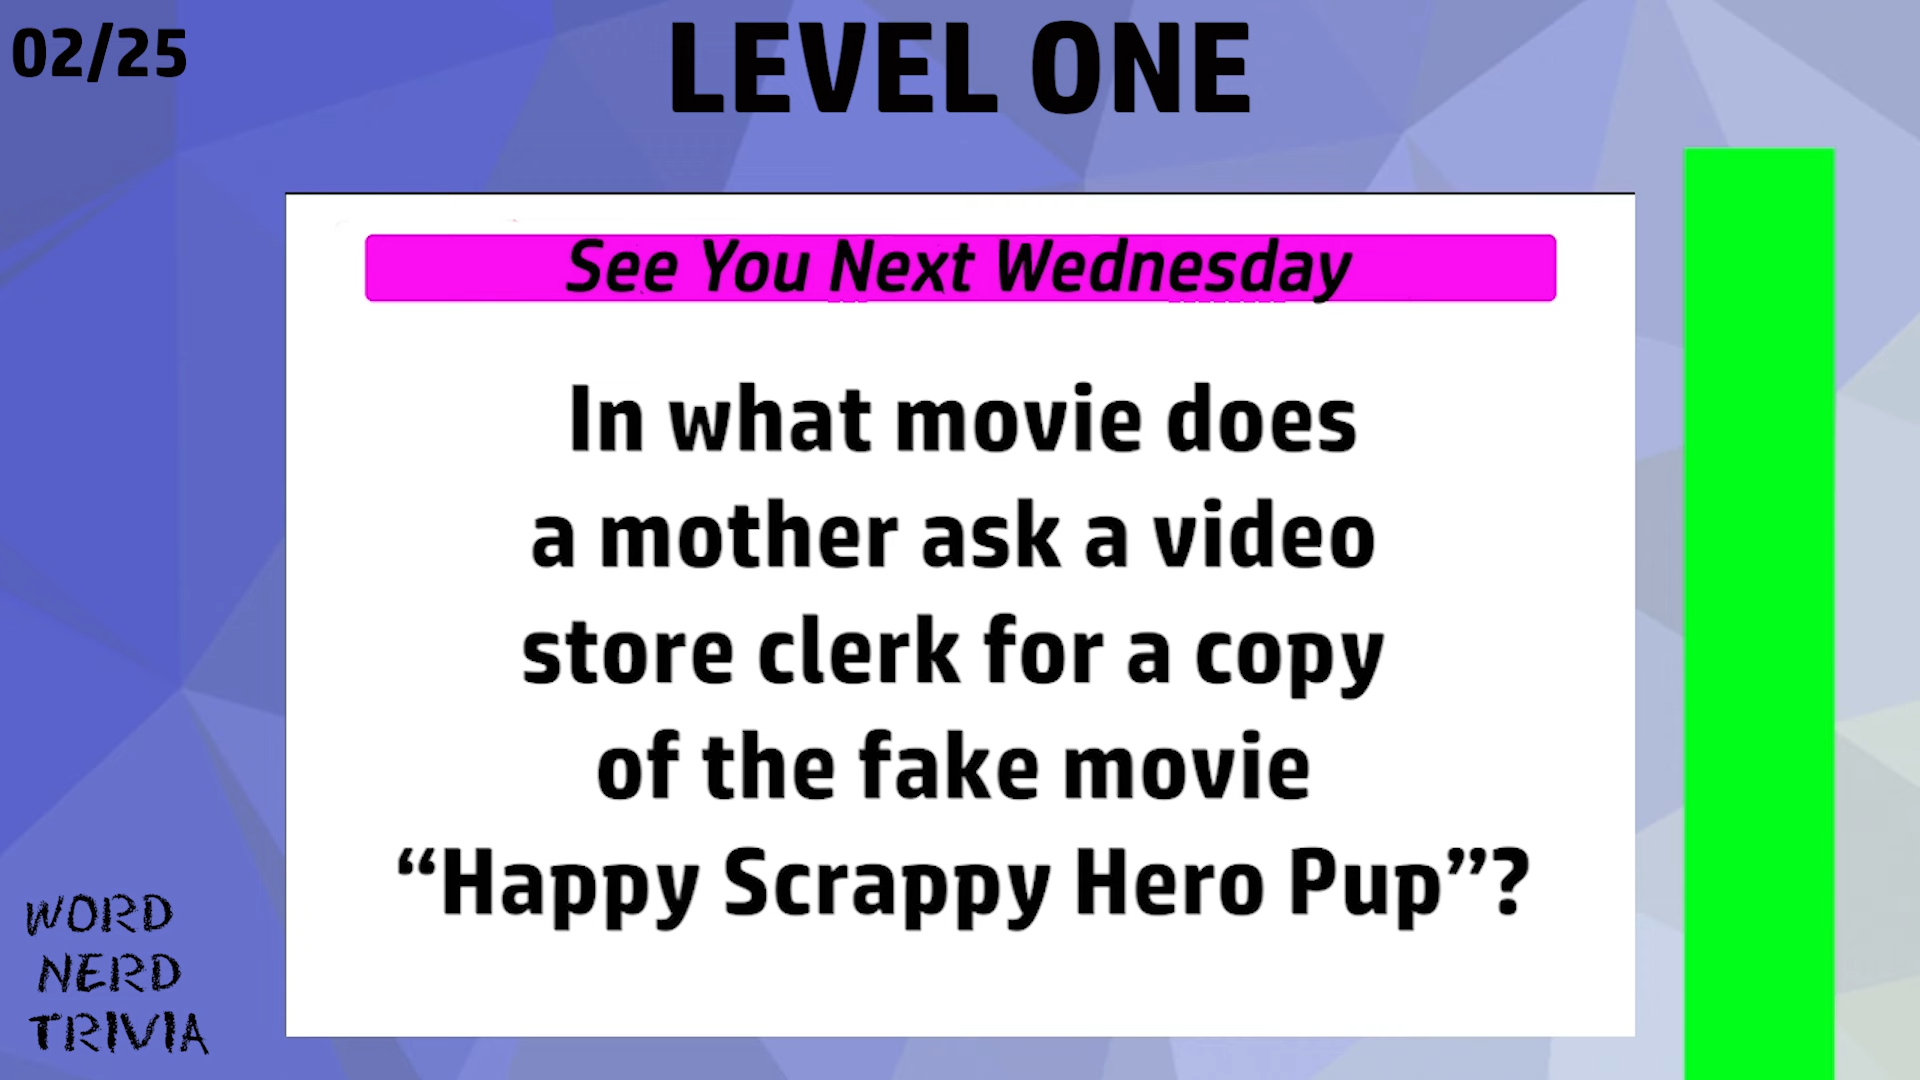 02/25
LEVEL ONE
See You Next Wednesday
In what movie does
a mother ask a video
store clerk for a copy
of the fake movie
“Happy Scrappy Hero Pup”?
WORD
NERD
TRIVIA